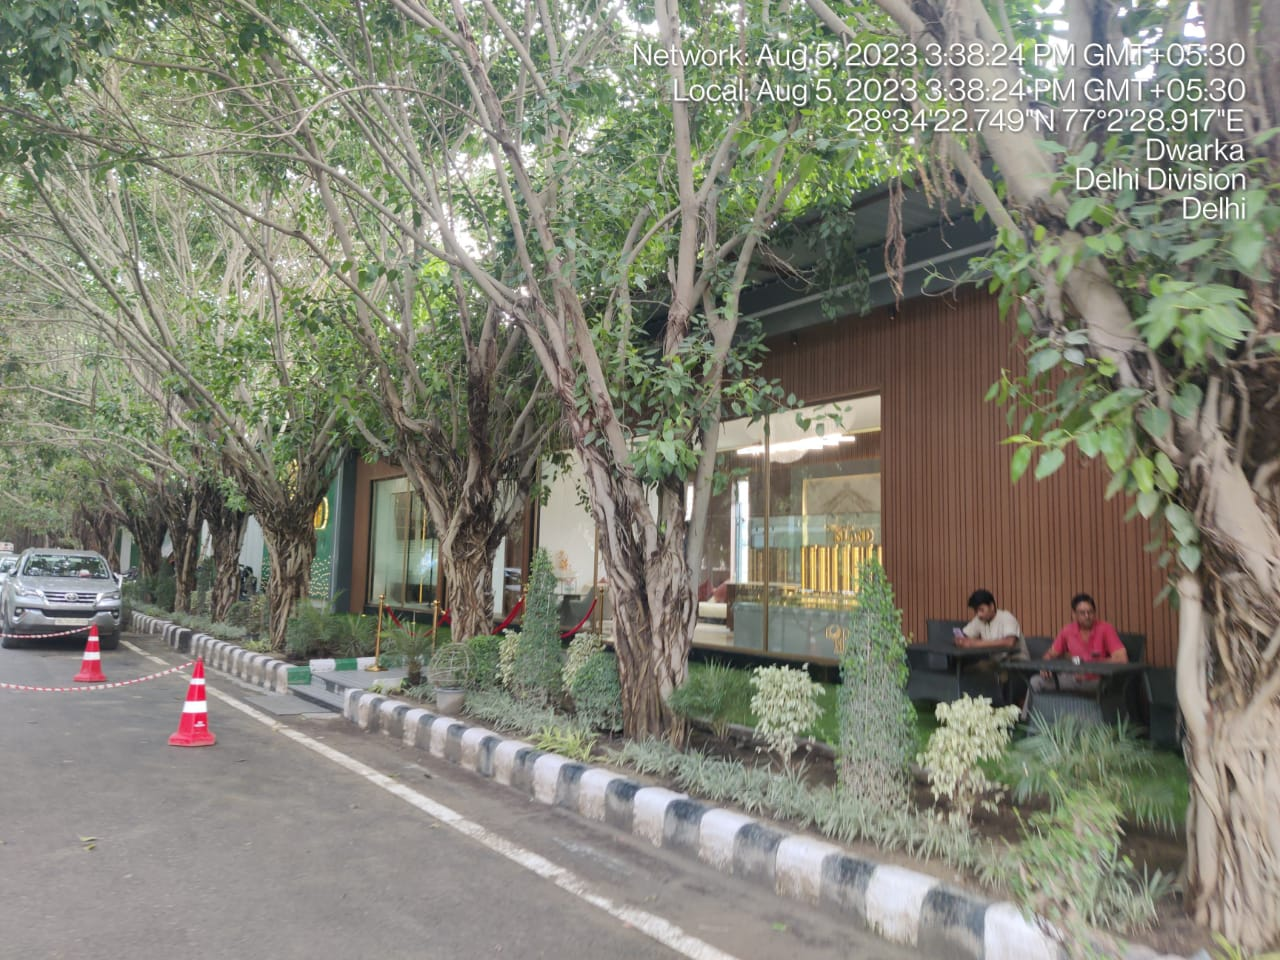 Network: Aug 5, 2023 3:38:24 PM GMT+05:30
Local: Aug 5, 2023 3:38:24 PM GMT+05:30
28°34'22.749"N 77°2'28.917"E
Dwarka
Delhi Division
Delhi